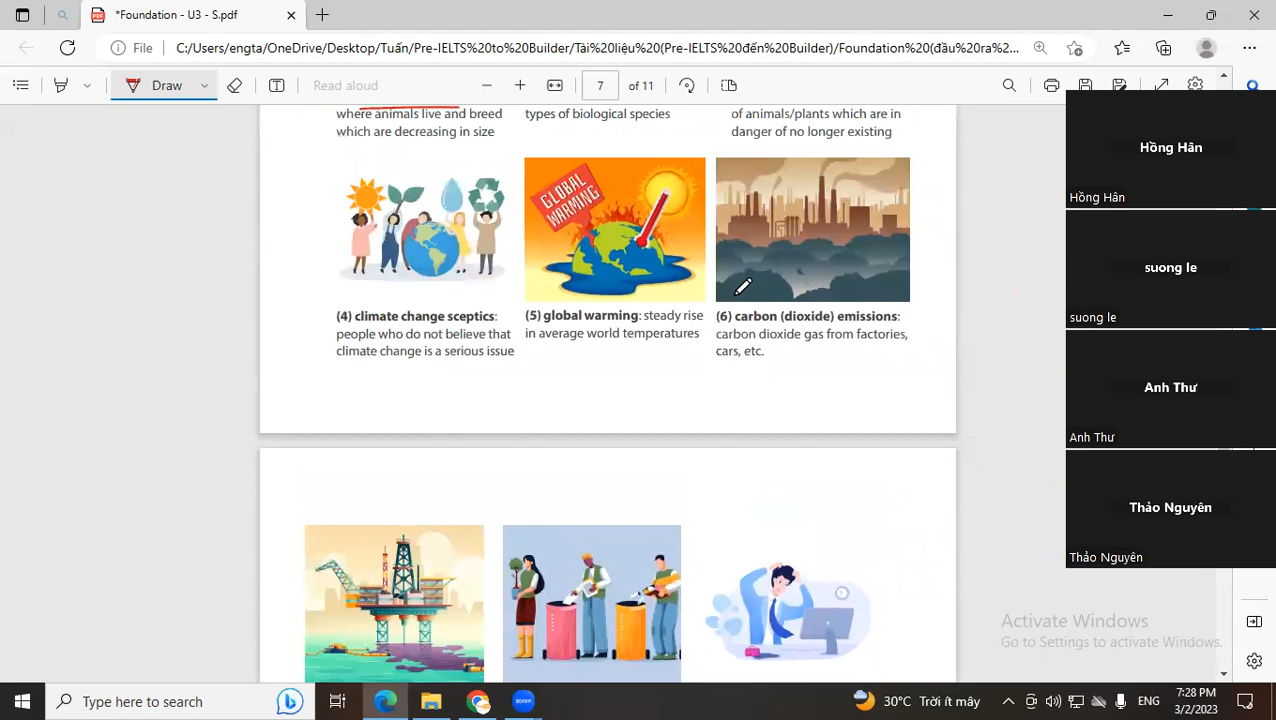 *Foundation - U3 - S.pdf
File
C:/Users/engta/OneDrive/Desktop/Tuấn/Pre-IELTS%20to%20Builder/Tài liệu%20(Pre-IELTS%20đến%20Builder)/Foundation%20(đầu%20ra%2...
Draw
Read aloud
7
of 11
where animals live and breed
which are decreasing in size
types of biological species
of animals/plants which are in
danger of no longer existing
GLOBAL
WARMING
(4) climate change sceptics:
people who do not believe that
climate change is a serious issue
(5) global warming: steady rise
in average world temperatures
(6) carbon (dioxide) emissions:
carbon dioxide gas from factories,
cars, etc.
Hồng Hân
Hồng Hân
suong le
suong le
Anh Thư
Anh Thư
Thảo Nguyên
Thảo Nguyên
Activate Windows
Go to Settings to activate Windows.
Type here to search
zoom
30°C Trời ít mây
ENG
7:28 PM
3/2/2023